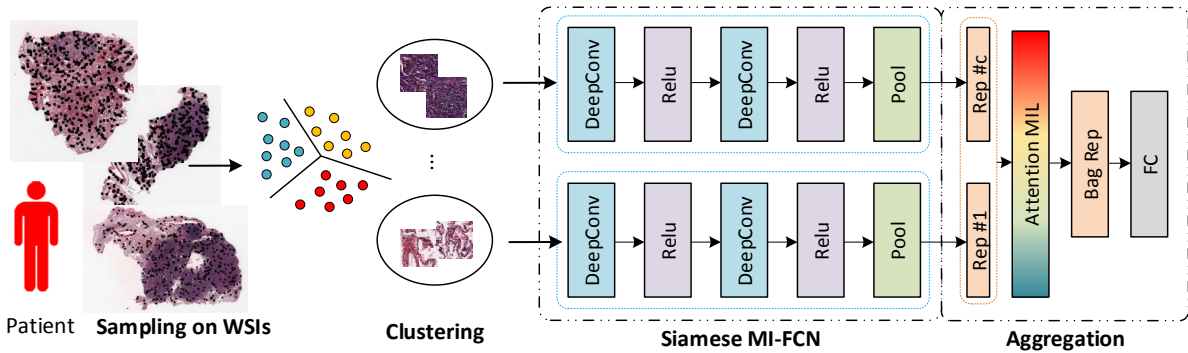 DeepConv
Relu
DeepConv
Relu
Pool
Rep #c
DeepConv
Relu
DeepConv
Relu
Pool
Rep #1
Attention MIL
Bag Rep
FC
...
Patient
Sampling on WSIs
Clustering
Siamese MI-FCN
Aggregation